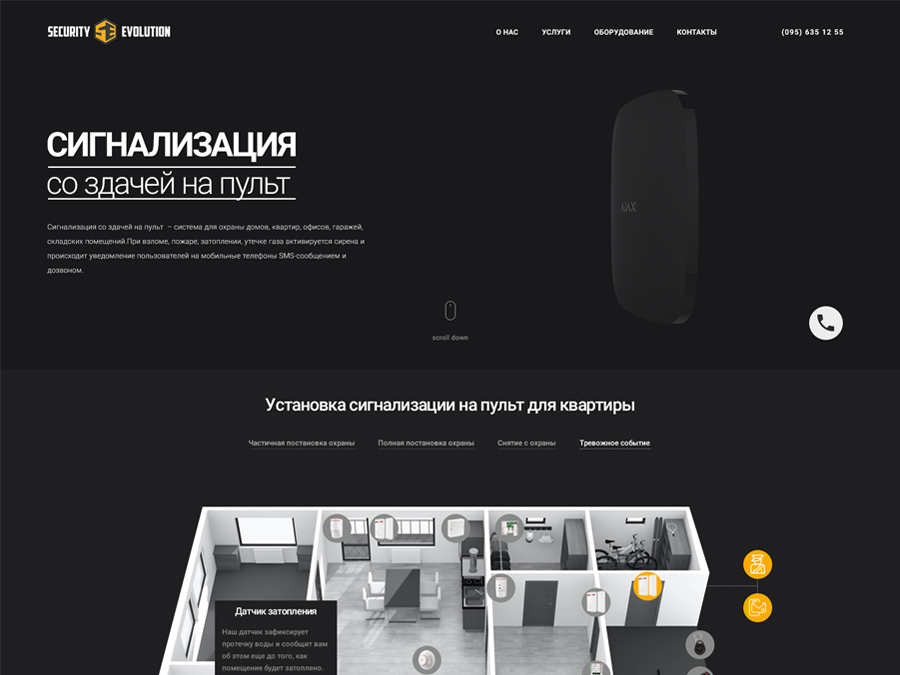 SECURITY SE EVOLUTION
О НАС УСЛУГИ ОБОРУДОВАНИЕ КОНТАКТЫ (095) 635 12 55
СИГНАЛИЗАЦИЯ
со здачей на пульт
Сигнализация со здачей на пульт – система для охраны домов, квартир, офисов, гаражей,
складских помещений.При взломе, пожаре, затоплении, утечке газа активируется сирена и
происходит уведомление пользователей на мобильные телефоны SMS-сообщением и
дозвоном.
AJAX
scroll down
Установка сигнализации на пульт для квартиры
Частичная постановка охраны Полная постановка охраны Снятие с охраны Тревожное событие
Датчик затопления
Наш датчик зафиксирует
протечку воды и сообщит вам
об этом еще до того, как
помещение будет затоплено.